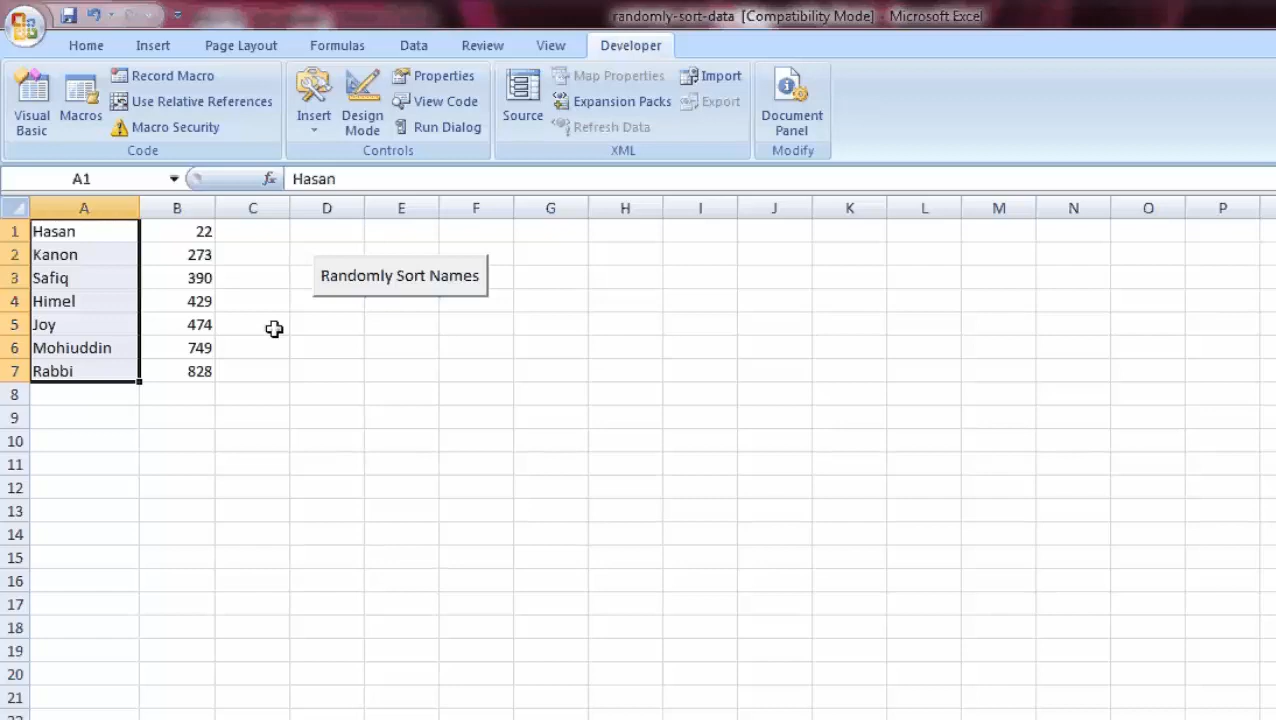 randomly-sort-data [Compatibility Mode] - Microsoft Excel
Home Insert Page Layout Formulas Data Review View Developer
Visual Basic
Macros
Record Macro
Use Relative References
Macro Security
Code
Insert
Design Mode
Properties
View Code
Run Dialog
Controls
Source
Map Properties
Expansion Packs
Refresh Data
Import
Export
XML
Document Panel
Modify
A1 fx Hasan
A B C D E F G H I J K L M N O P
1 Hasan 22
2 Kanon 273
Randomly Sort Names
3 Safiq 390
4 Himel 429
5 Joy 474
6 Mohiuddin 749
7 Rabbi 828
8
9
10
11
12
13
14
15
16
17
18
19
20
21